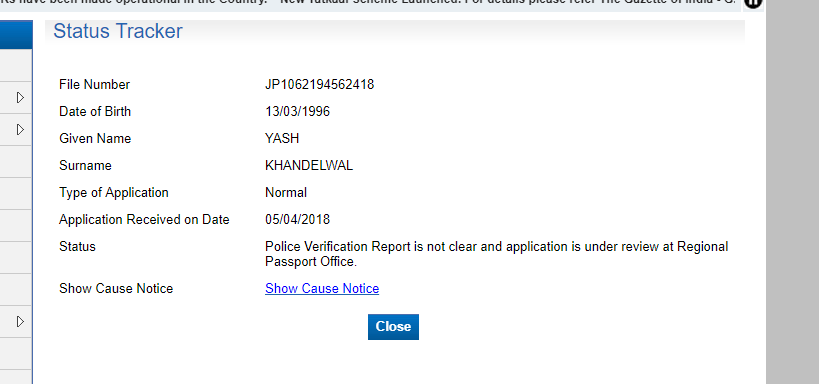 have been made operational in the Country. New Tatkaal Scheme Launched. For details please refer The Gazette of India - G.
Status Tracker
File Number JP1062194562418
Date of Birth 13/03/1996
Given Name YASH
Surname KHANDELWAL
Type of Application Normal
Application Received on Date 05/04/2018
Status Police Verification Report is not clear and application is under review at Regional
Passport Office.
Show Cause Notice Show Cause Notice
Close